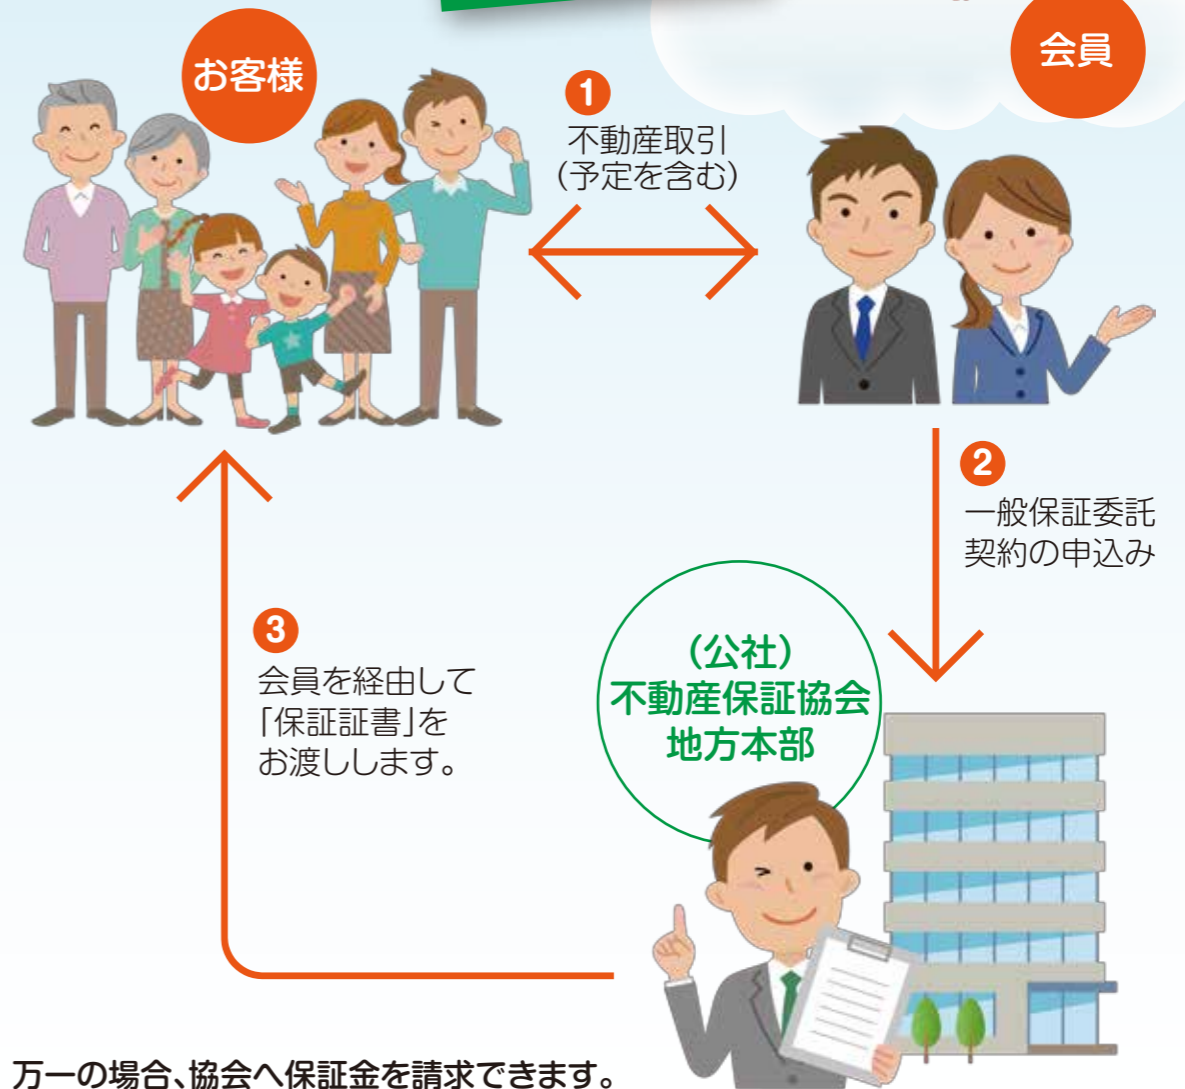 お客様
会員
1
不動産取引
(予定を含む)
2
一般保証委託
契約の申込み
3
会員を経由して
「保証証書」を
お渡しします。
(公社)
不動産保証協会
地方本部
万一の場合、協会へ保証金を請求できます。